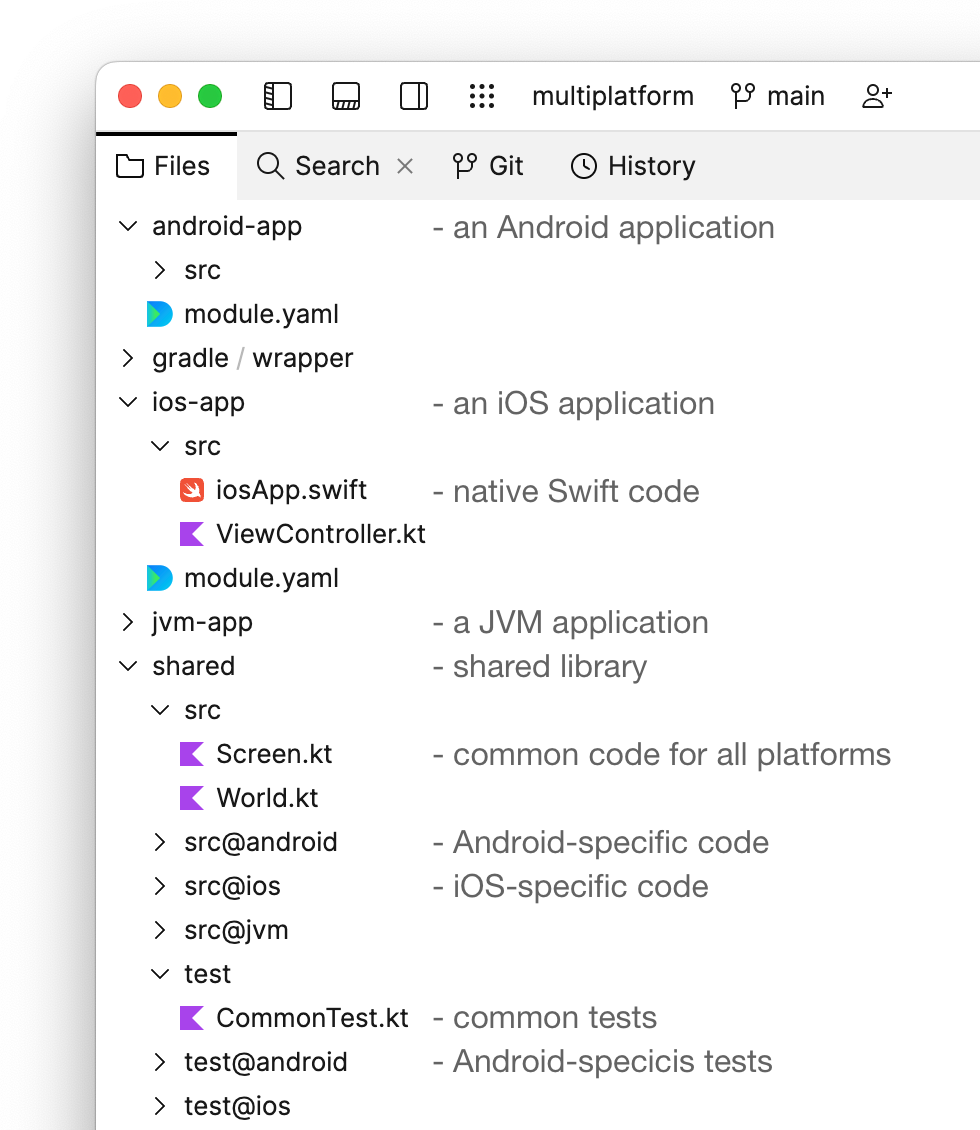 multiplatform main
Files Search Git History
android-app - an Android application
src
module.yaml
gradle / wrapper
ios-app - an iOS application
src
iosApp.swift - native Swift code
ViewController.kt
module.yaml
jvm-app - a JVM application
shared - shared library
src
Screen.kt - common code for all platforms
World.kt
src@android - Android-specific code
src@ios - iOS-specific code
src@jvm
test
CommonTest.kt - common tests
test@android - Android-specicis tests
test@ios